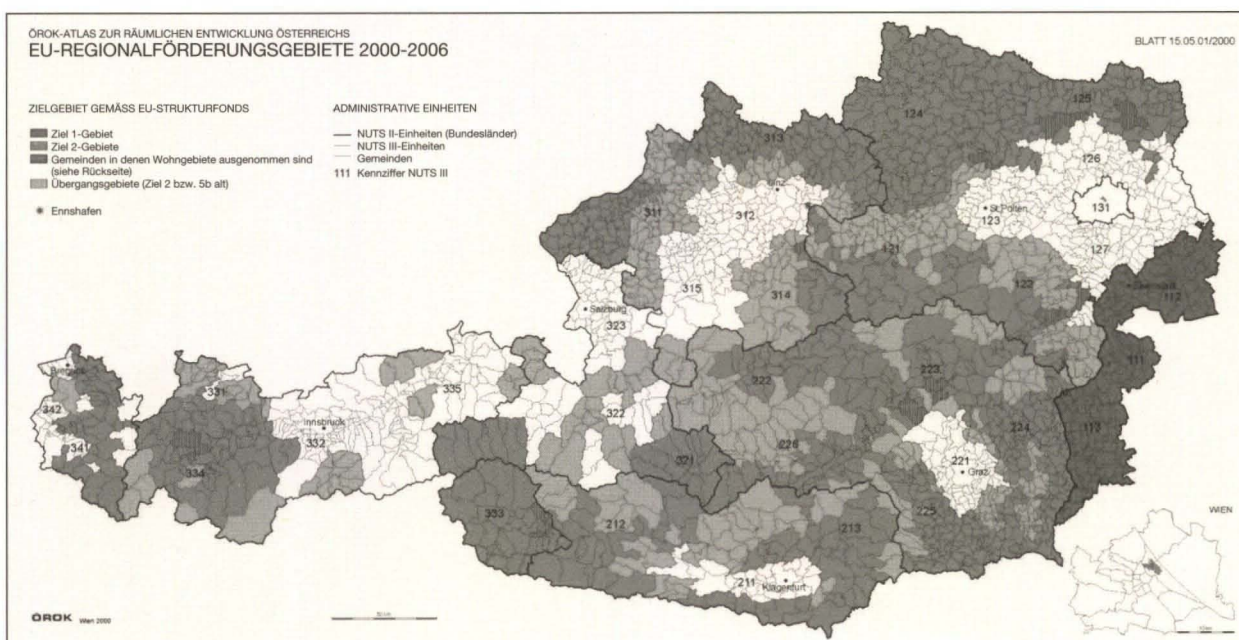 ÖROK-ATLAS ZUR RÄUMLICHEN ENTWICKLUNG ÖSTERREICHS
EU-REGIONALFÖRDERUNGSGEBIETE 2000-2006
BLATT 15.05.01/2000
ZIELGEBIET GEMÄSS EU-STRUKTURFONDS
Ziel 1-Gebiet
Ziel 2-Gebiete
Gemeinden in denen Wohngebiete ausgenommen sind
(siehe Rückseite)
Übergangsgebiete (Ziel 2 bzw. 5b alt)
Ennshafen
ADMINISTRATIVE EINHEITEN
NUTS II-Einheiten (Bundesländer)
NUTS III-Einheiten
Gemeinden
111 Kennziffer NUTS III
124
125
313
126
Linz
311
312
St.Pölten
123
131
121
127
122
112
315
314
Salzburg
323
111
Bregenz
331
335
222
223
342
322
Innsbruck
332
113
224
341
334
321
226
221
Graz
333
212
213
225
211
Klagenfurt
WIEN
ÖROK Wien 2000